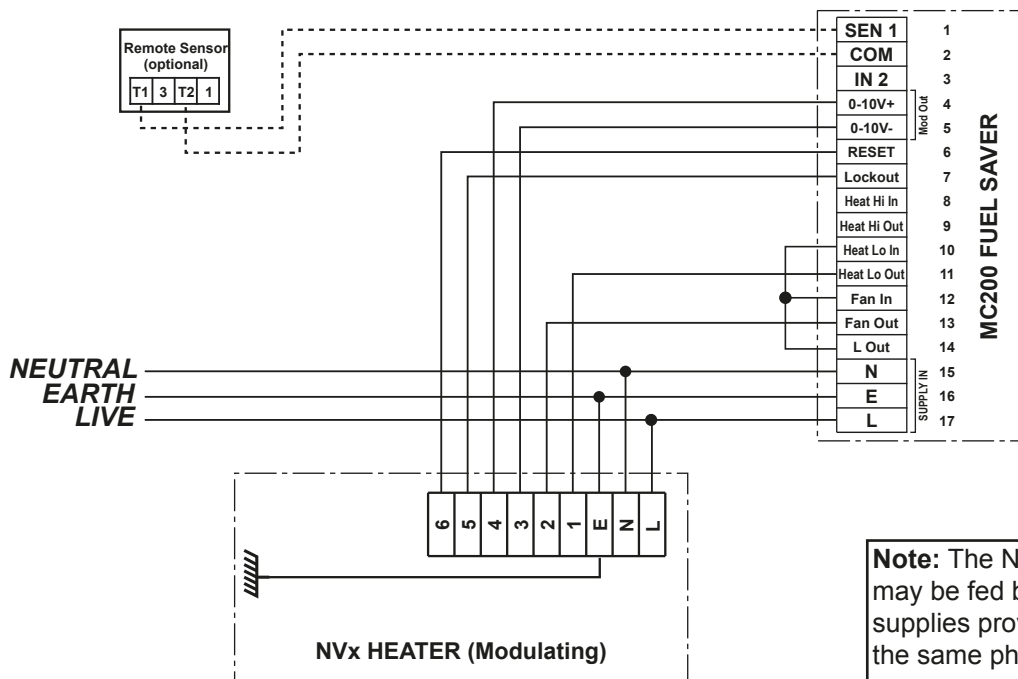 Remote Sensor
(optional)
T1 3 T2 1
SEN 1 1
COM 2
IN 2 3
0-10V+ 4
0-10V- 5
Mod Out
RESET 6
Lockout 7
Heat Hi In 8
Heat Hi Out 9
Heat Lo In 10
Heat Lo Out 11
Fan In 12
Fan Out 13
L Out 14
N 15
E 16
L 17
SUPPLY IN
MC200 FUEL SAVER
NEUTRAL
EARTH
LIVE
6 5 4 3 2 1 E N L
NVx HEATER (Modulating)
Note: The N
may be fed b
supplies pro
the same ph